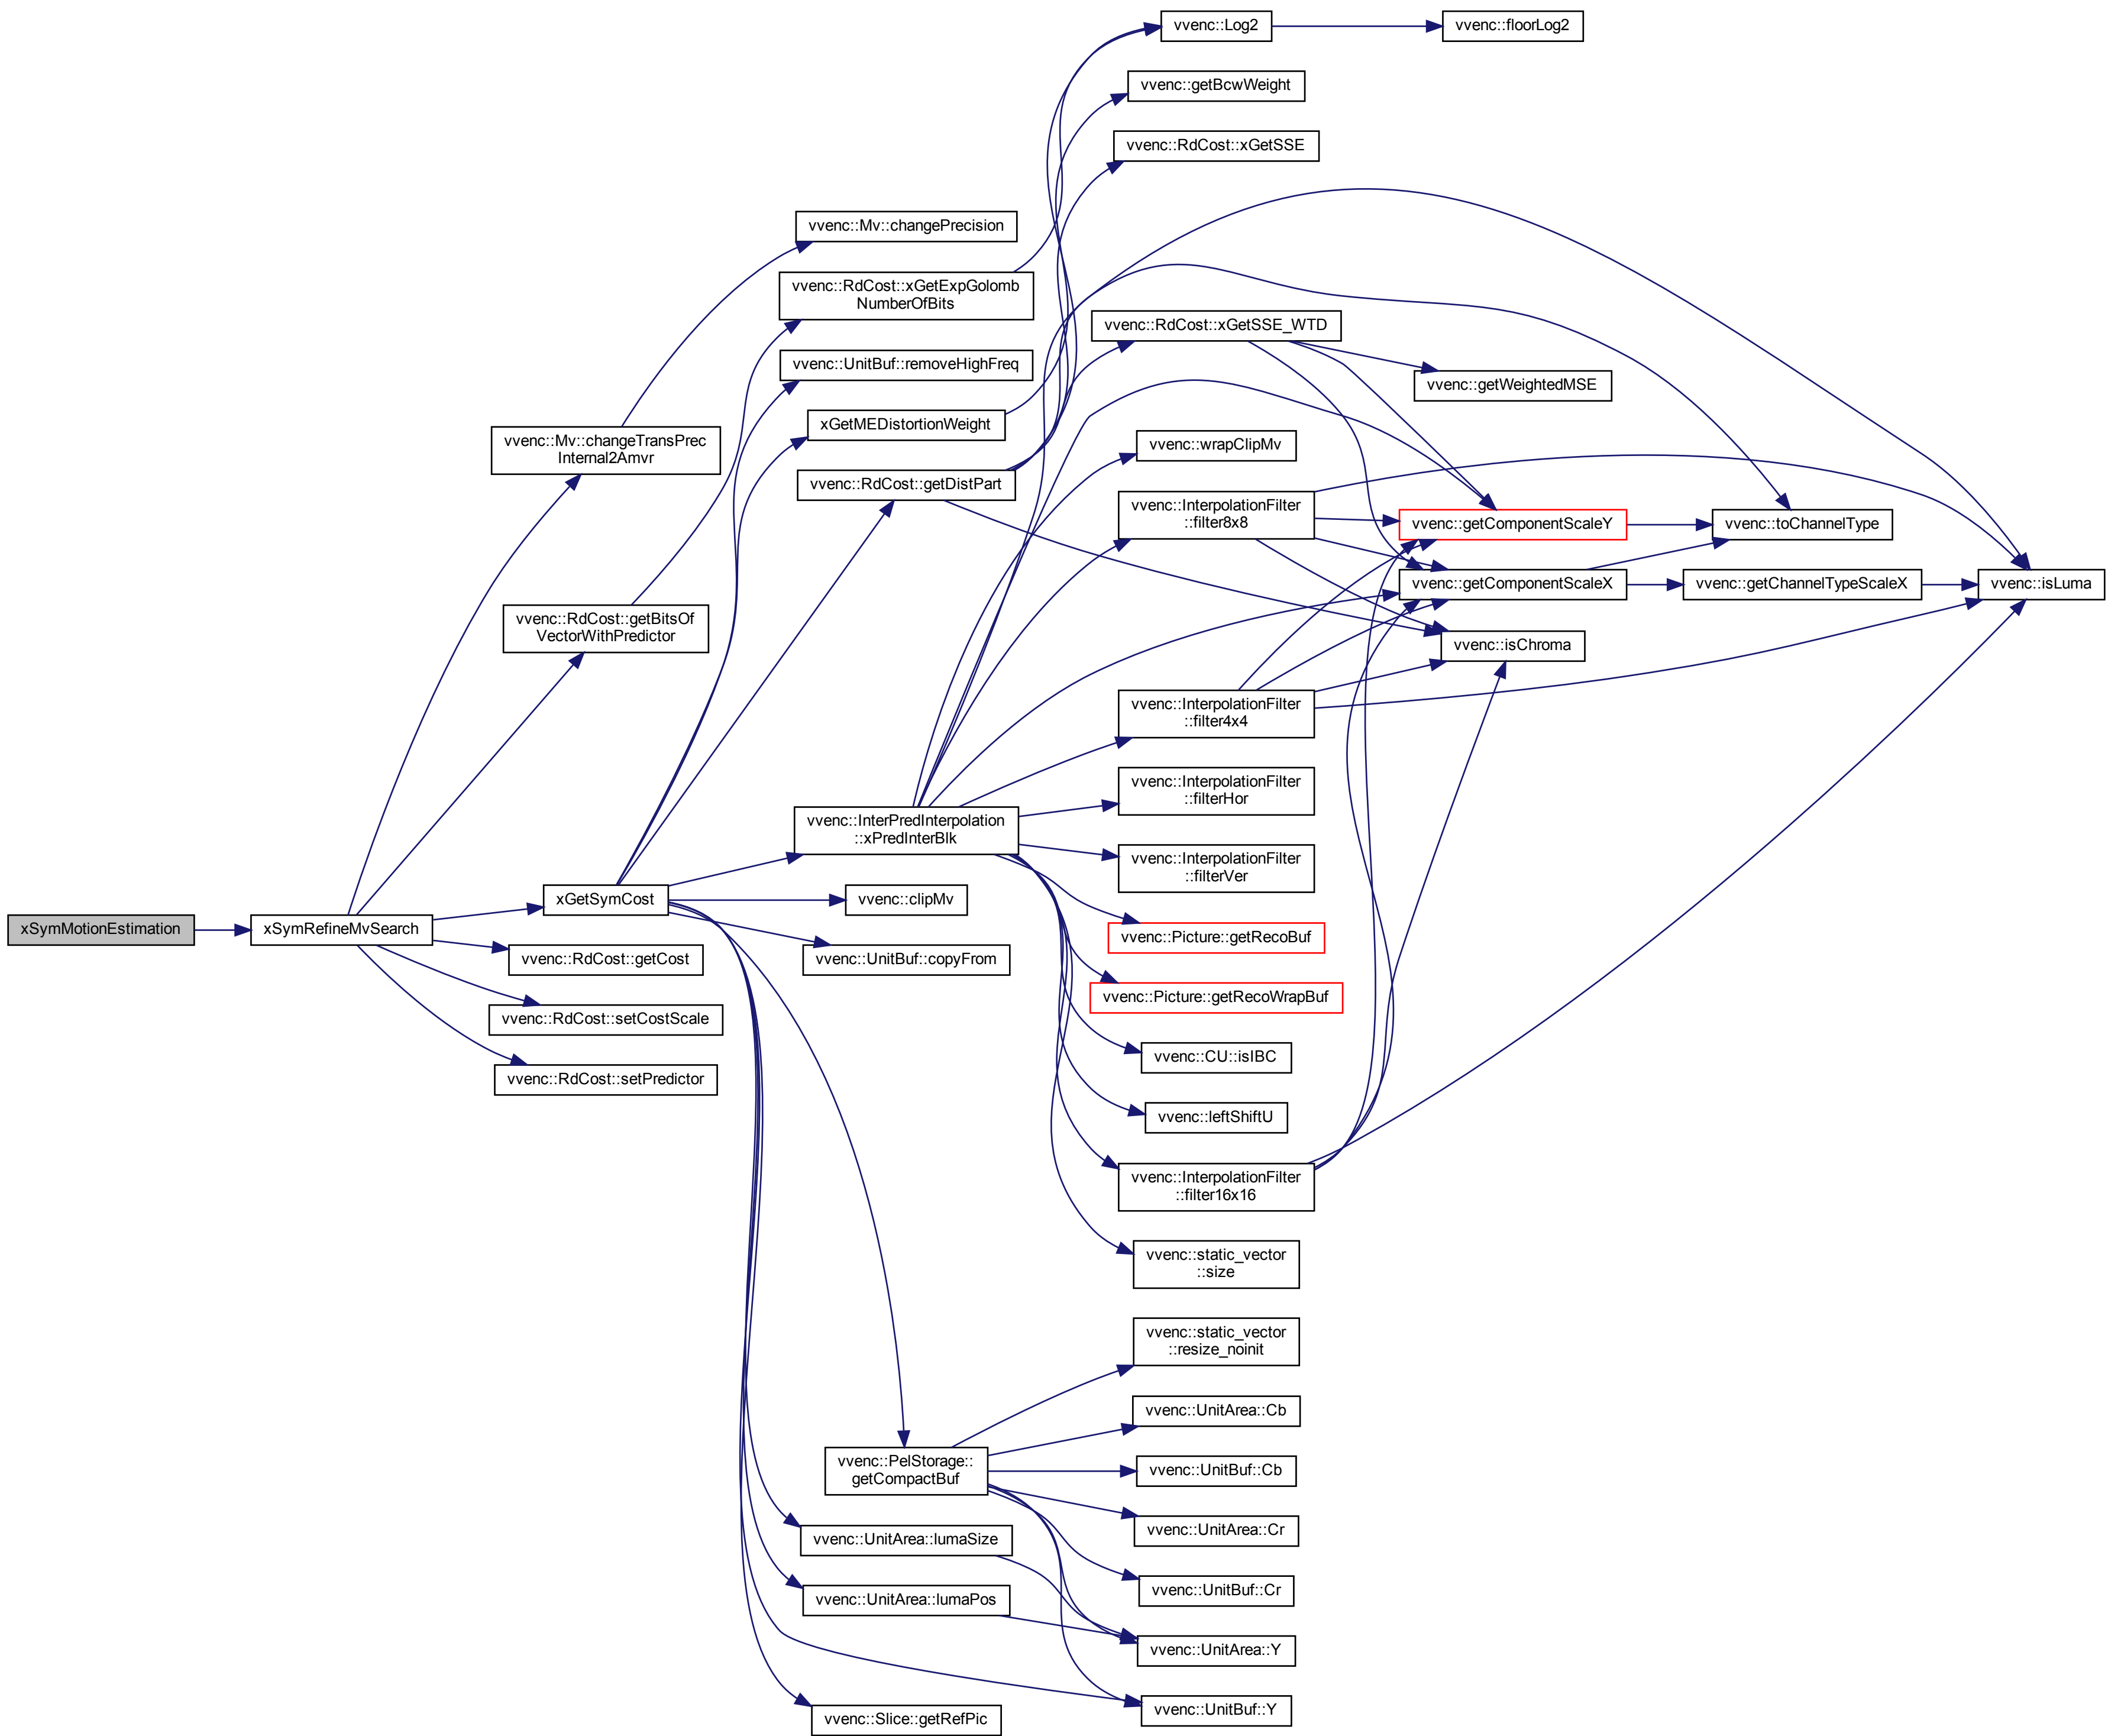 xSymMotionEstimation
xSymRefineMvSearch
vvenc::Mv::changeTransPrec
Internal2Amvr
vvenc::RdCost::getBitsOf
VectorWithPredictor
xGetSymCost
vvenc::RdCost::getCost
vvenc::RdCost::setCostScale
vvenc::RdCost::setPredictor
vvenc::Mv::changePrecision
vvenc::RdCost::xGetExpGolomb
NumberOfBits
vvenc::UnitBuf::removeHighFreq
xGetMEDistortionWeight
vvenc::RdCost::getDistPart
vvenc::InterPredInterpolation
::xPredInterBlk
vvenc::clipMv
vvenc::UnitBuf::copyFrom
vvenc::PelStorage::
getCompactBuf
vvenc::UnitArea::lumaSize
vvenc::UnitArea::lumaPos
vvenc::Slice::getRefPic
vvenc::Log2
vvenc::getBcwWeight
vvenc::RdCost::xGetSSE
vvenc::RdCost::xGetSSE_WTD
vvenc::wrapClipMv
vvenc::InterpolationFilter
::filter8x8
vvenc::InterpolationFilter
::filter4x4
vvenc::InterpolationFilter
::filterHor
vvenc::InterpolationFilter
::filterVer
vvenc::Picture::getRecoBuf
vvenc::Picture::getRecoWrapBuf
vvenc::CU::isIBC
vvenc::leftShiftU
vvenc::InterpolationFilter
::filter16x16
vvenc::static_vector
::size
vvenc::static_vector
::resize_noinit
vvenc::UnitArea::Cb
vvenc::UnitBuf::Cb
vvenc::UnitArea::Cr
vvenc::UnitBuf::Cr
vvenc::UnitArea::Y
vvenc::UnitBuf::Y
vvenc::floorLog2
vvenc::getWeightedMSE
vvenc::getComponentScaleY
vvenc::getComponentScaleX
vvenc::isChroma
vvenc::toChannelType
vvenc::getChannelTypeScaleX
vvenc::isLuma